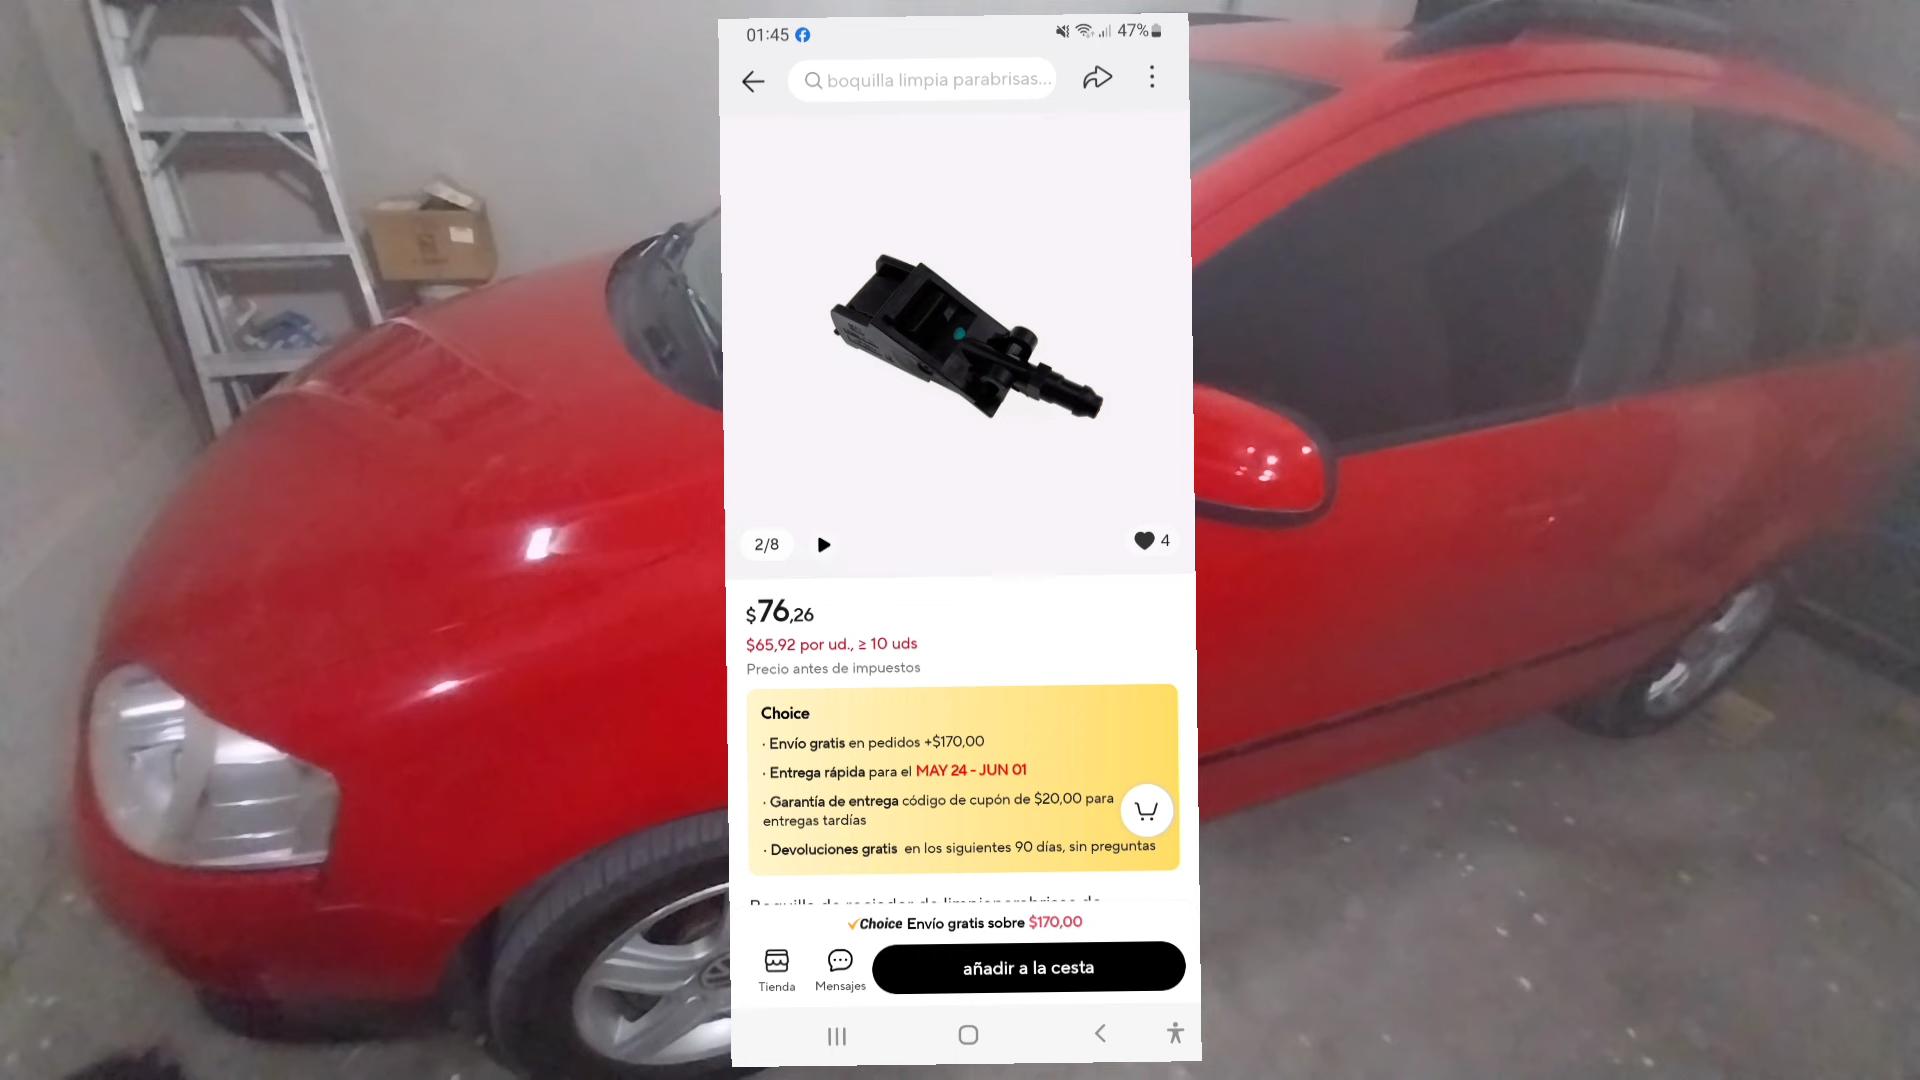 01:45
47%
boquilla limpia parabrisas...
2/8
4
$76,26
$65,92 por ud., ≥ 10 uds
Precio antes de impuestos
Choice
· Envío gratis en pedidos +$170,00
· Entrega rápida para el MAY 24 - JUN 01
· Garantía de entrega código de cupón de $20,00 para
entregas tardías
· Devoluciones gratis en los siguientes 90 días, sin preguntas
Choice Envío gratis sobre $170,00
Tienda
Mensajes
añadir a la cesta